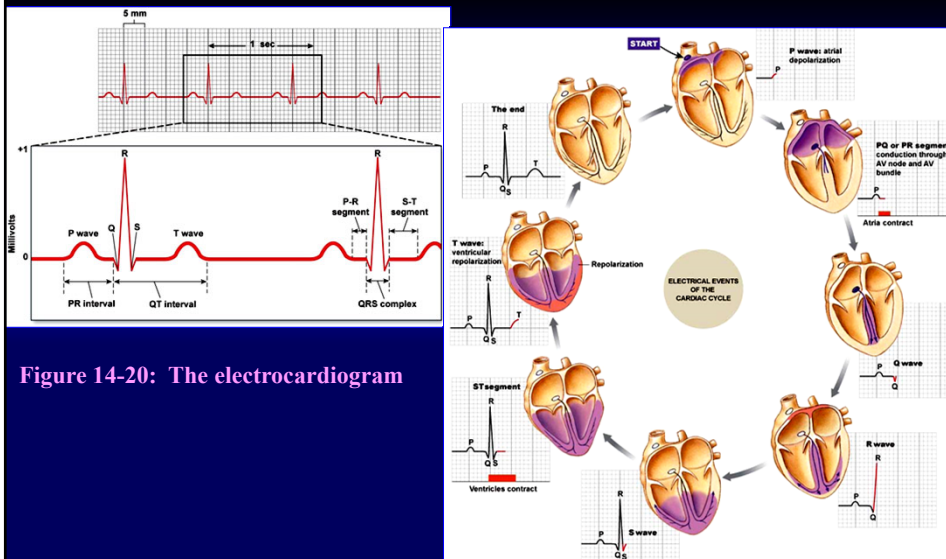 5 mm
1 sec
+1
Millivolts
0
R
P wave
Q
S
T wave
R
P-R
segment
S-T
segment
PR interval
QT interval
QRS complex
Figure 14-20: The electrocardiogram
START
P wave: atrial
depolarization
P
PQ or PR segment
conduction through
AV node and AV
bundle
P
Atria contract
Q wave
P
Q
R wave
R
P
Q
S wave
R
P
Q
S
ST segment
R
P
Q
S
Ventricles contract
T wave:
ventricular
repolarization
Repolarization
R
P
T
Q
S
The end
R
P
T
Q
S
ELECTRICAL EVENTS
OF THE
CARDIAC CYCLE